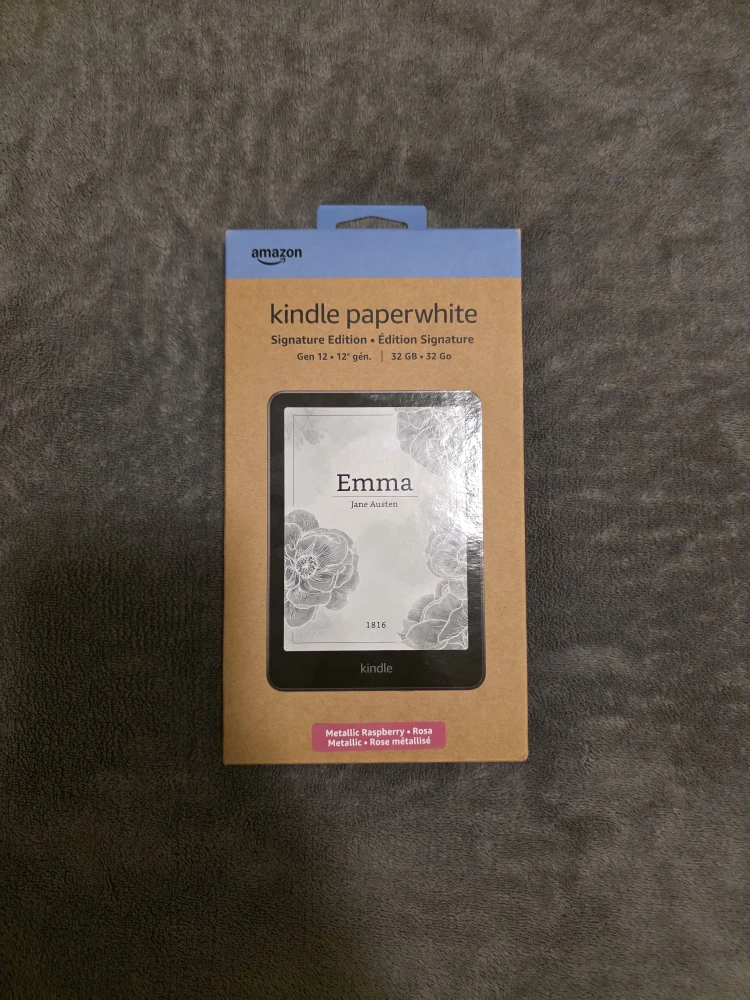 amazon
kindle paperwhite
Signature Edition • Édition Signature
Gen 12 • 12ᵉ gén. | 32 GB • 32 Go
Emma
Jane Austen
1816
kindle
Metallic Raspberry • Rosa
Metallic • Rose métallisé